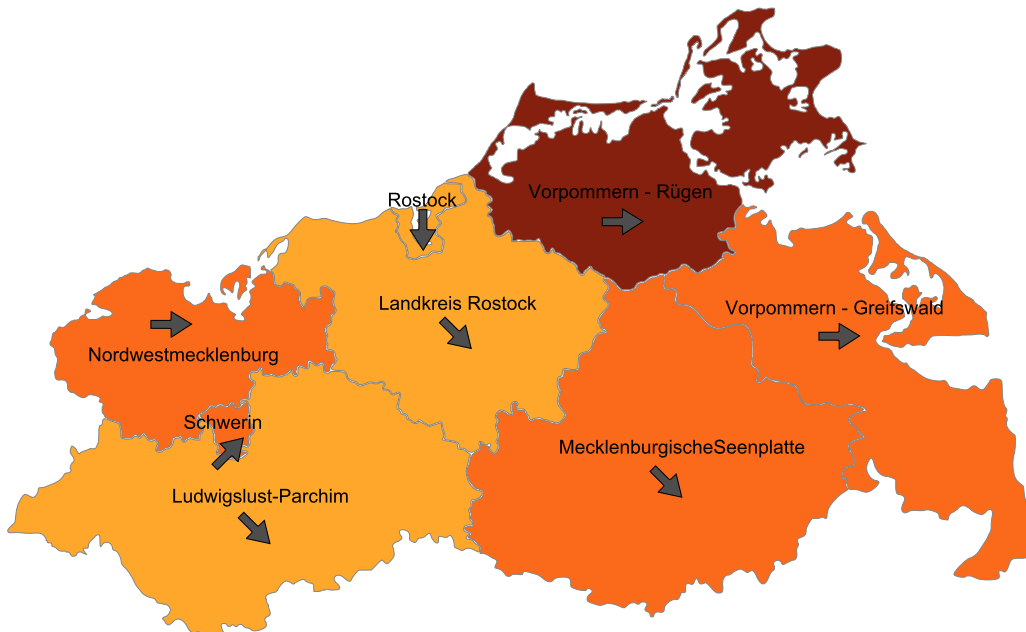 Vorpommern - Rügen
Rostock
Landkreis Rostock
Vorpommern - Greifswald
Nordwestmecklenburg
Schwerin
MecklenburgischeSeenplatte
Ludwigslust-Parchim